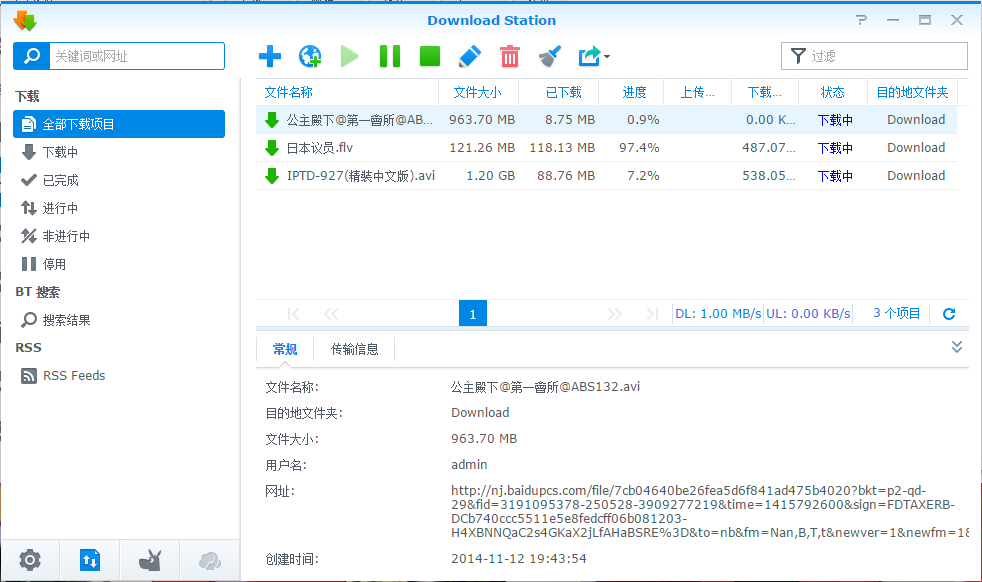 Download Station
关键词或网址
过滤
下载
全部下载项目
下载中
已完成
进行中
非进行中
停用
BT 搜索
搜索结果
RSS
RSS Feeds
文件名称 文件大小 已下载 进度 上传... 下载... 状态 目的地文件夹
公主殿下@第一會所@AB... 963.70 MB 8.75 MB 0.9% 0.00 K... 下载中 Download
日本议员.flv 121.26 MB 118.13 MB 97.4% 487.07... 下载中 Download
IPTD-927(精装中文版).avi 1.20 GB 88.76 MB 7.2% 538.05... 下载中 Download
1 DL: 1.00 MB/s UL: 0.00 KB/s 3 个项目
常规 传输信息
文件名称: 公主殿下@第一會所@ABS132.avi
目的地文件夹: Download
文件大小: 963.70 MB
用户名: admin
网址: http://nj.baidupcs.com/file/7cb04640be26fea5d6f841ad475b4020?bkt=p2-qd-
29&fid=3191095378-250528-3909277219&time=1415792600&sign=FDTAXERB-
DCb740ccc5511e5e8fedcff06b081203-
H4XBNNQaC2s4GKaX2jLfAHaBSRE%3D&to=nb&fm=Nan,B,T,t&newver=1&newfm=1&
创建时间: 2014-11-12 19:43:54